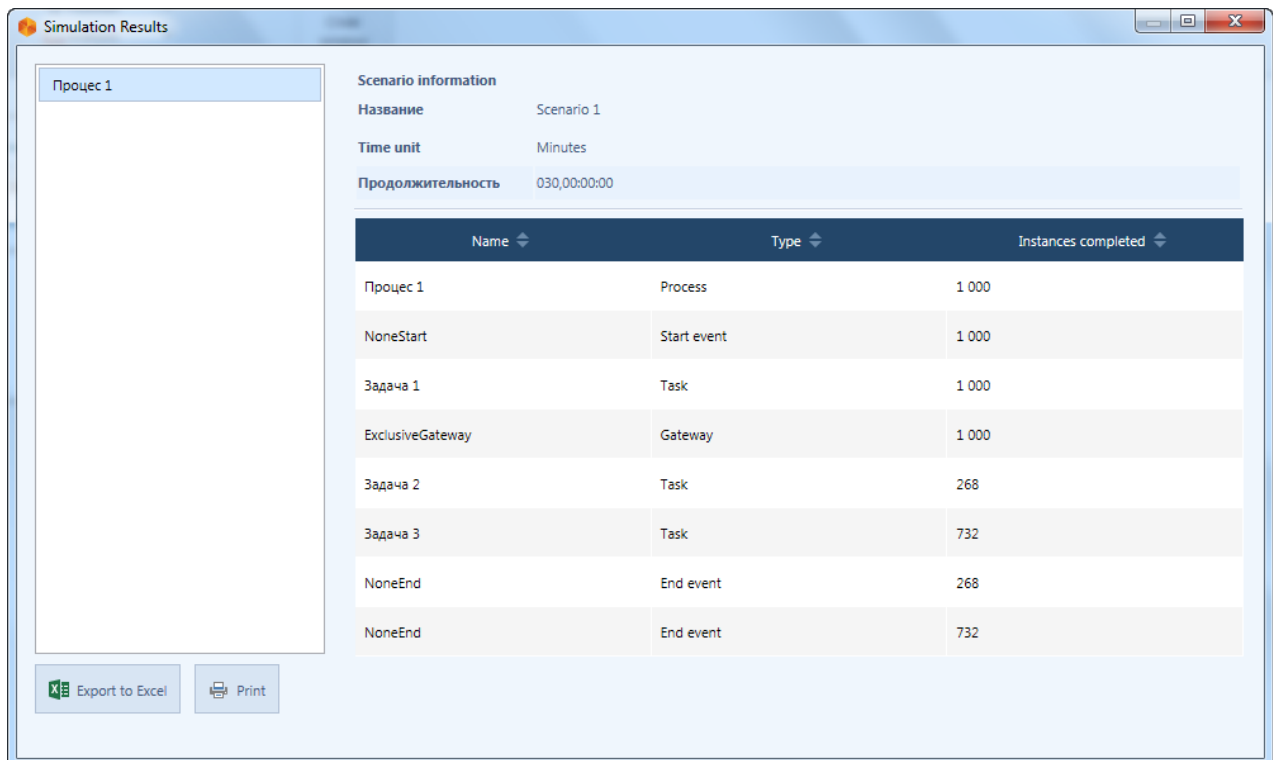 Simulation Results
Процес 1
Scenario information
Название Scenario 1
Time unit Minutes
Продолжительность 030,00:00:00
Name Type Instances completed
Процес 1 Process 1 000
NoneStart Start event 1 000
Задача 1 Task 1 000
ExclusiveGateway Gateway 1 000
Задача 2 Task 268
Задача 3 Task 732
NoneEnd End event 268
NoneEnd End event 732
Export to Excel Print